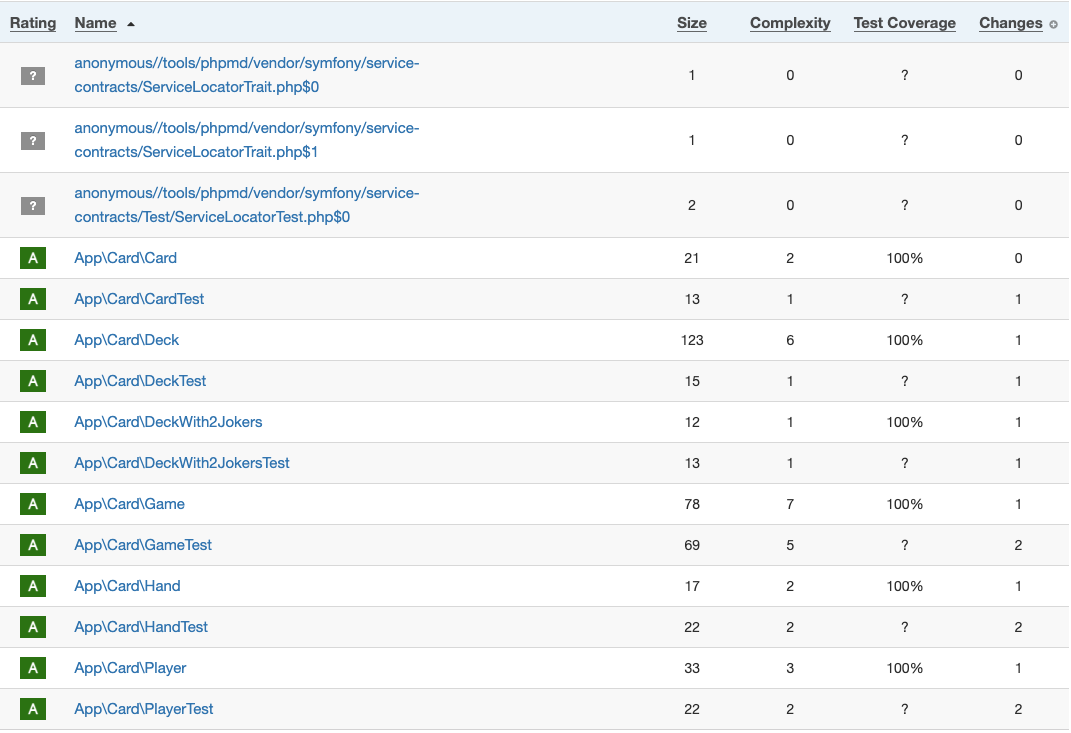 Rating Name Size Complexity Test Coverage Changes
anonymous//tools/phpmd/vendor/symfony/service-
? 1 0 ? 0
contracts/ServiceLocatorTrait.php$0
anonymous//tools/phpmd/vendor/symfony/service-
? 1 0 ? 0
contracts/ServiceLocatorTrait.php$1
anonymous//tools/phpmd/vendor/symfony/service-
? 2 0 ? 0
contracts/Test/ServiceLocatorTest.php$0
A App\Card\Card 21 2 100% 0
A App\Card\CardTest 13 1 ? 1
A App\Card\Deck 123 6 100% 1
A App\Card\DeckTest 15 1 ? 1
A App\Card\DeckWith2Jokers 12 1 100% 1
A App\Card\DeckWith2JokersTest 13 1 ? 1
A App\Card\Game 78 7 100% 1
A App\Card\GameTest 69 5 ? 2
A App\Card\Hand 17 2 100% 1
A App\Card\HandTest 22 2 ? 2
A App\Card\Player 33 3 100% 1
A App\Card\PlayerTest 22 2 ? 2